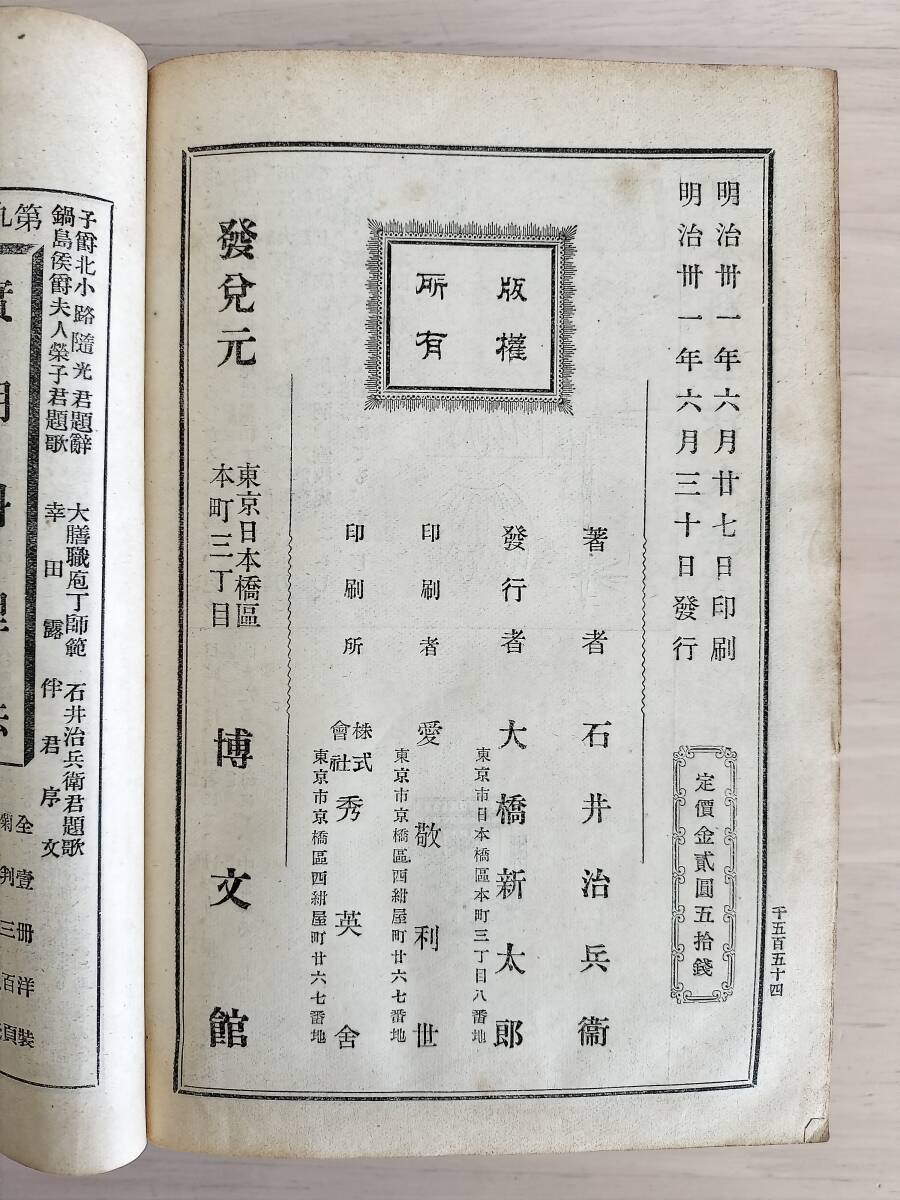 明治卅一年六月廿七日印刷
明治卅一年六月三十日發行
定價金貳圓五拾錢
千五百五十四
版權
所有
著者 石井治兵衞
發行者 大橋新太郎
東京市日本橋區本町三丁目八番地
印刷者 愛敬利世
東京市京橋區西紺屋町廿六七番地
印刷所 株式會社 秀英舍
東京市京橋區西紺屋町廿六七番地
發兌元 東京日本橋區本町三丁目 博文館
子爵北小路隨光君題辭 大膳職庖丁師範 石井治兵衛君題歌
鍋島侯爵夫人榮子君題歌 幸田露伴君序文
全壹冊洋裝